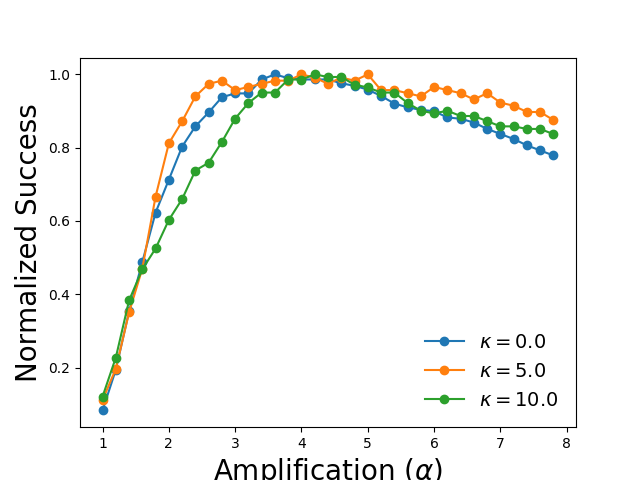 1.0
0.8
0.6
0.4
0.2
Normalized Success
κ = 0.0
κ = 5.0
κ = 10.0
1 2 3 4 5 6 7 8
Amplification (α)